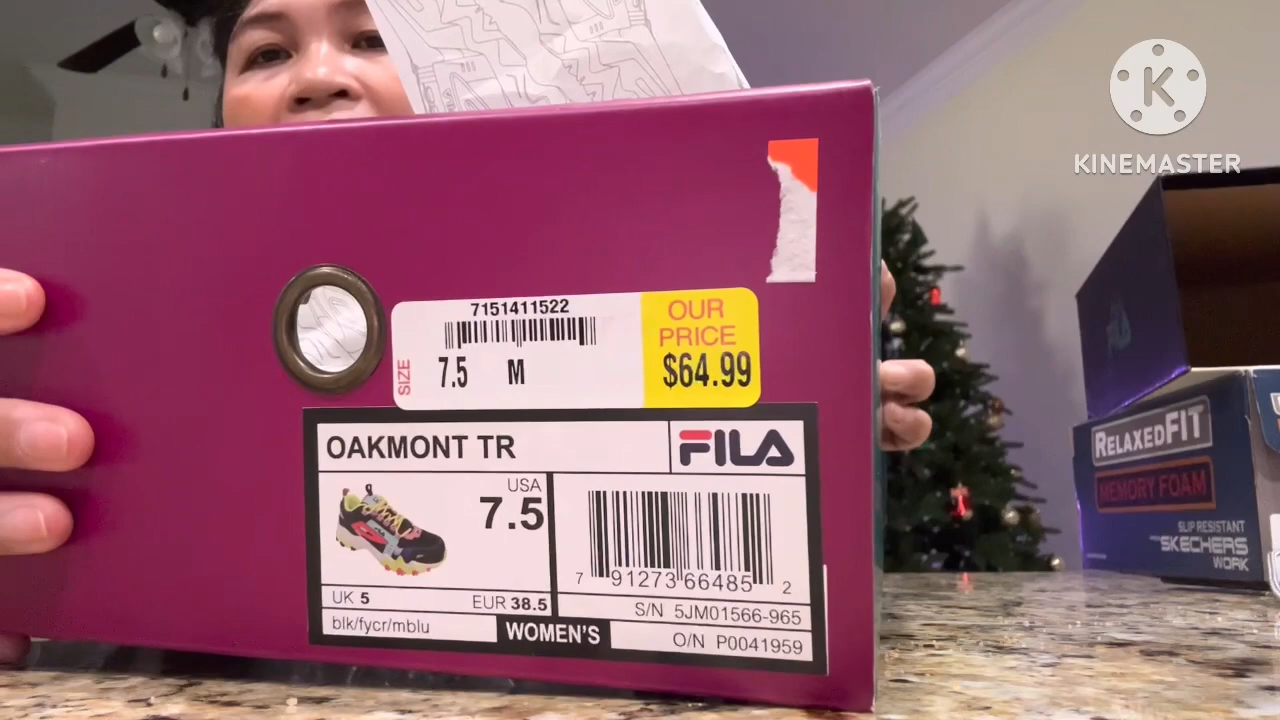 K
KINEMASTER
7151411522
SIZE
7.5 M
OUR
PRICE
$64.99
OAKMONT TR
FILA
USA
7.5
UK 5
EUR 38.5
blk/fycr/mblu
WOMEN'S
7 91273 66485 2
S/N 5JM01566-965
O/N P0041959
RELAXED FIT
MEMORY FOAM
SLIP RESISTANT
SKECHERS
WORK